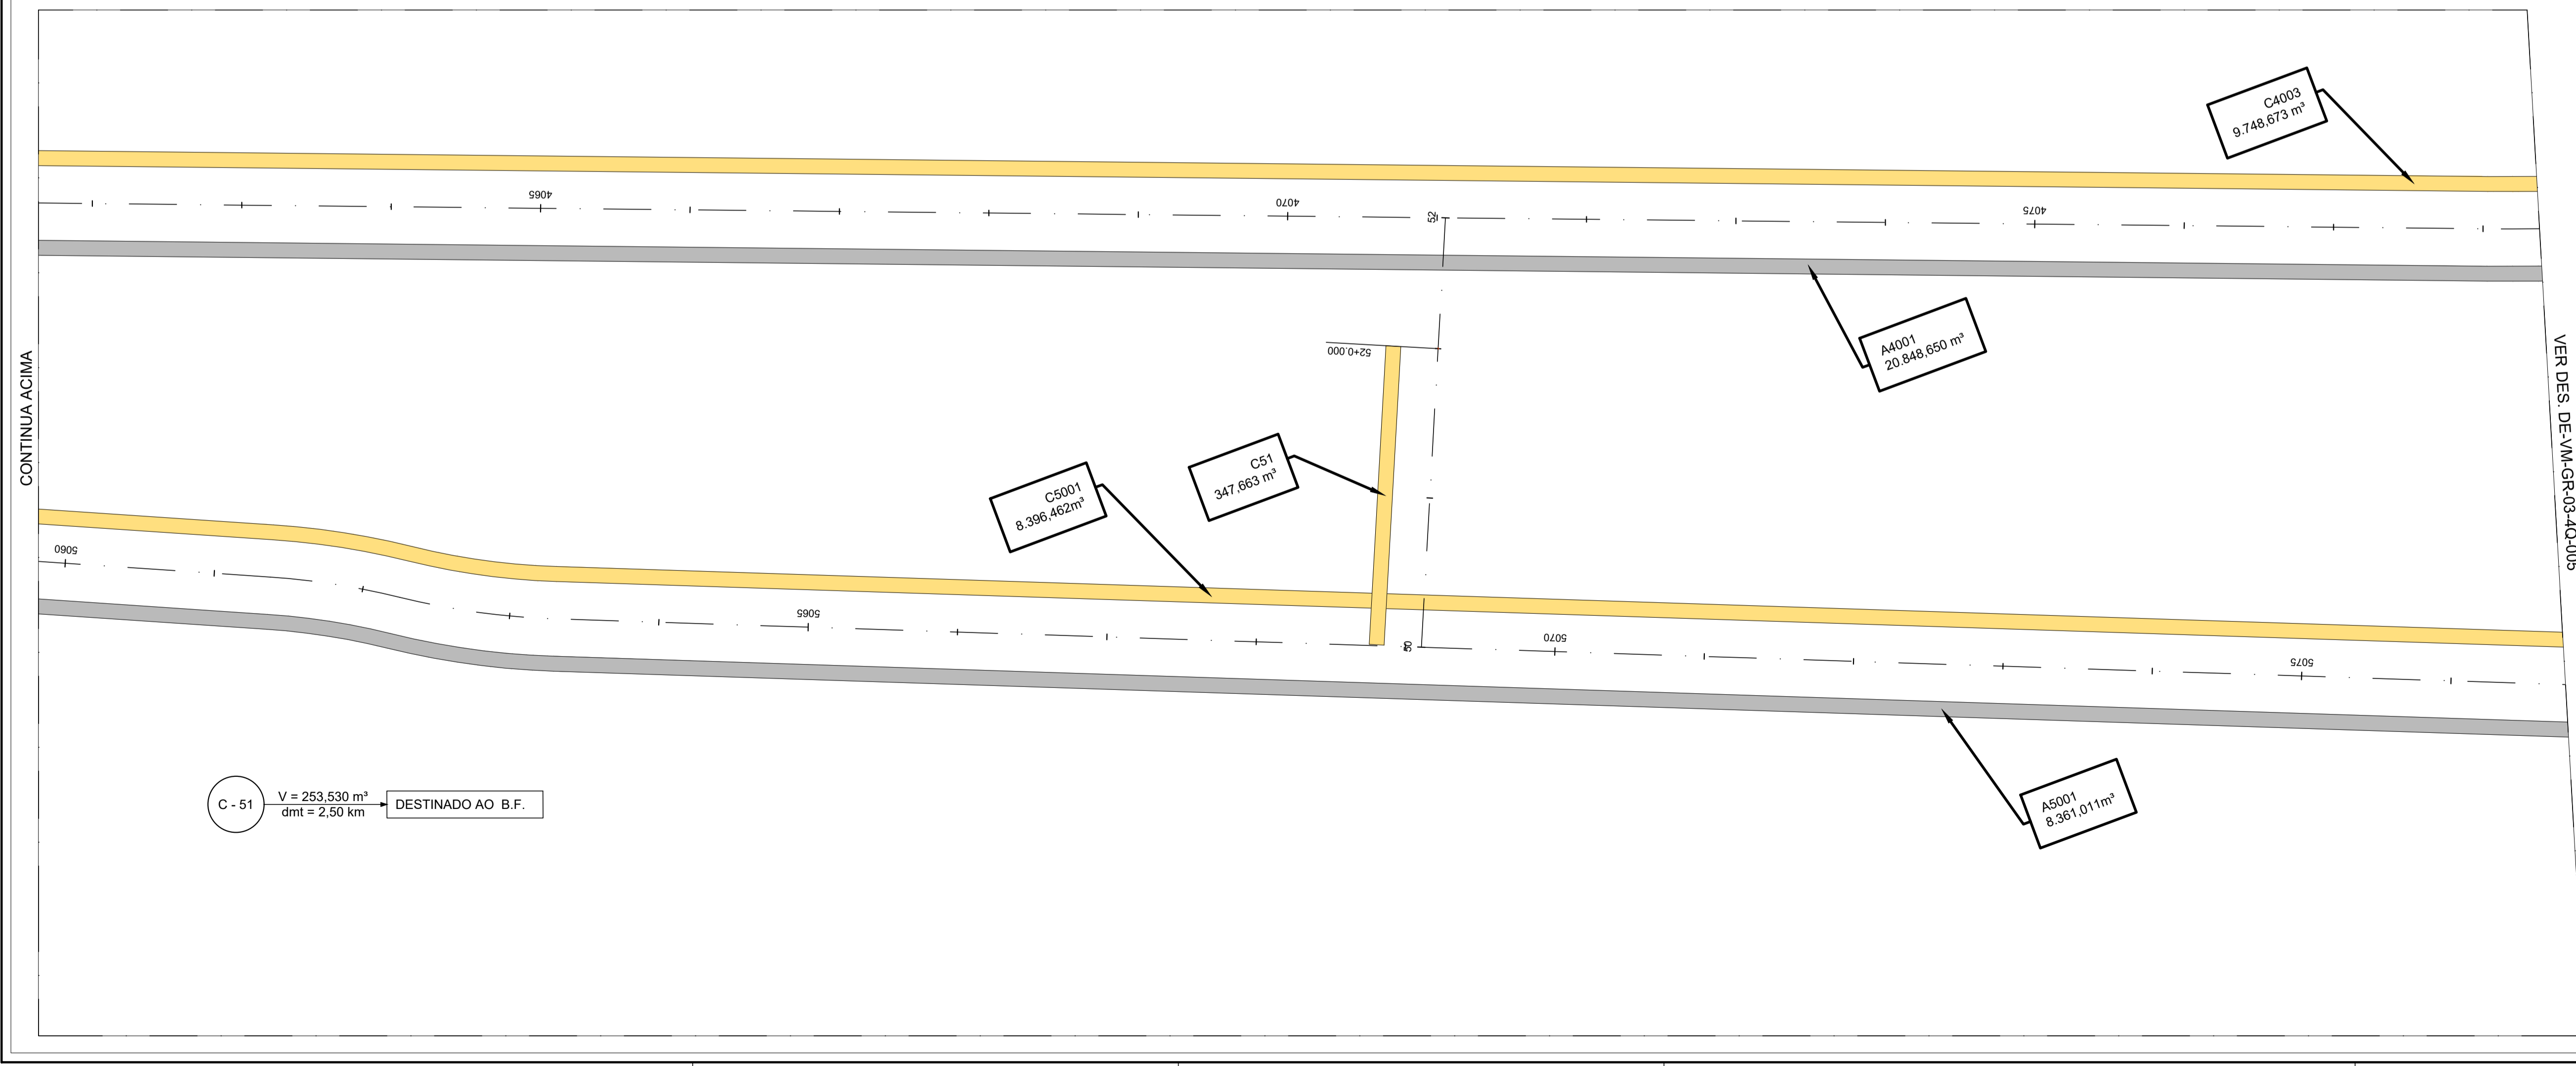 C4003
9.748,673 m³
4065
4070
52
4075
A4001
20.848,650 m³
52+0.000
CONTINUA ACIMA
VER DES. DE-VM-GR-03-4Q-005
C51
347,663 m³
C5001
8.396,462m³
5060
5065
50
5070
5075
A5001
8.361,011m³
C - 51
V = 253,530 m³
dmt = 2,50 km
DESTINADO AO B.F.